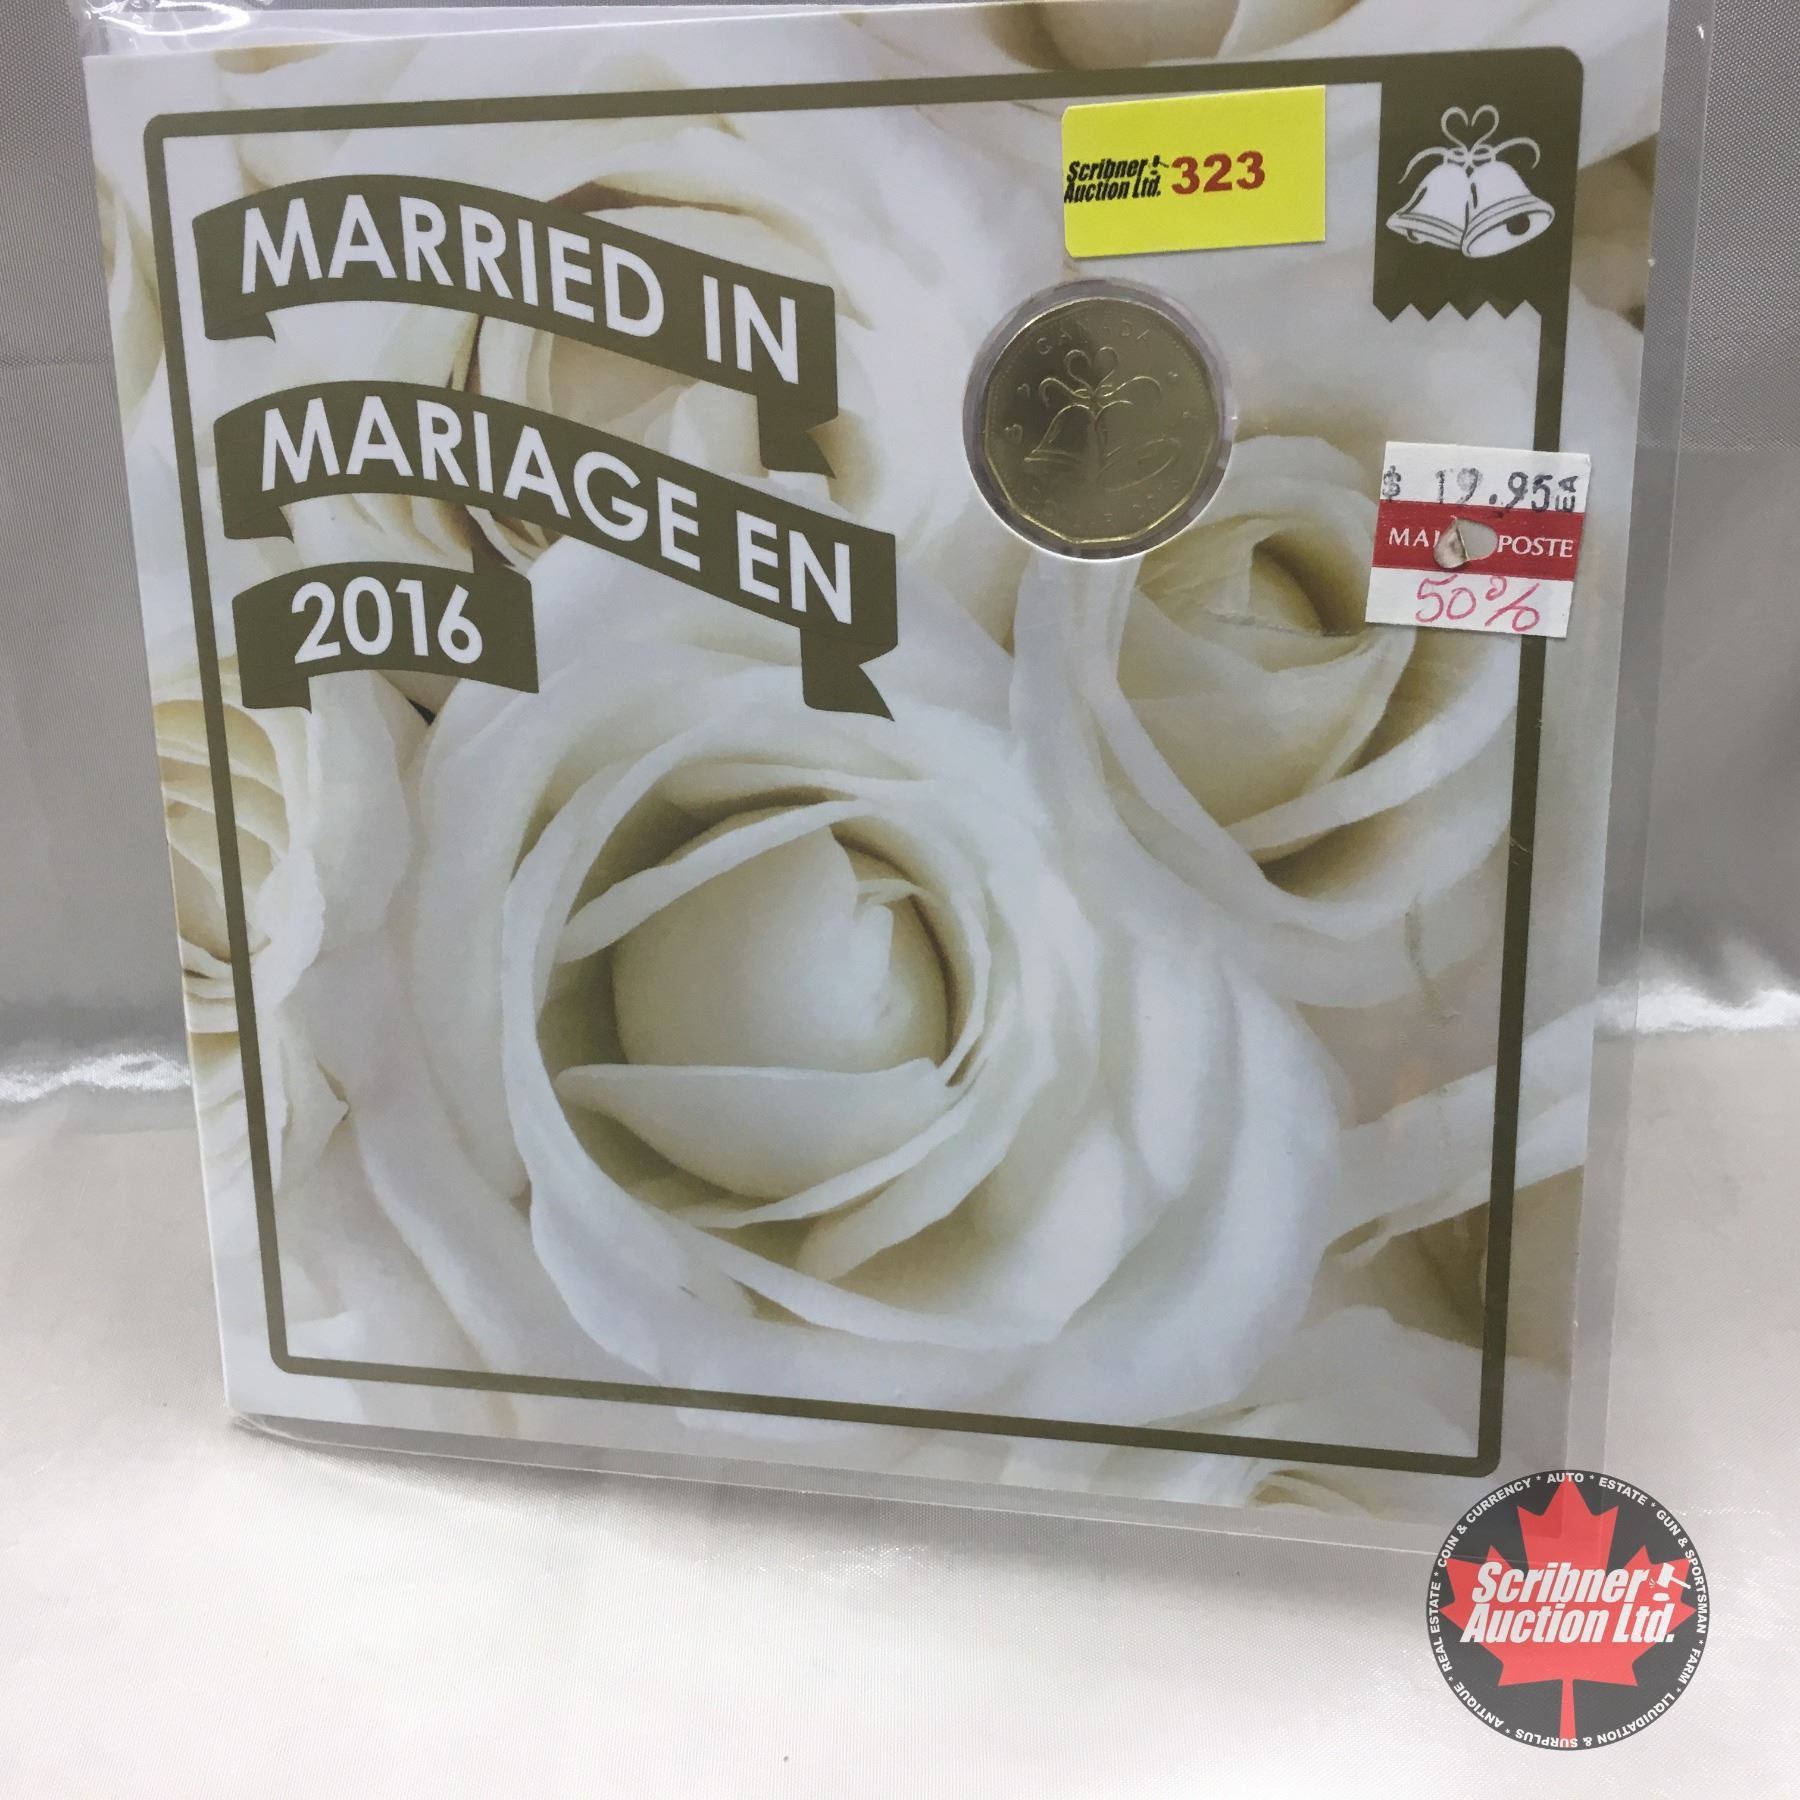 MARRIED IN
MARIAGE EN
2016
Scribner
Auction Ltd.
323
CANADA
$ 19.95 EA
POSTE
50%
COIN & CURRENCY * AUTO * ESTATE * GUN & SPORTSMAN * FARM * LIQUIDATION & SURPLUS * ANTIQUE * REAL ESTATE *
Scribner
Auction Ltd.